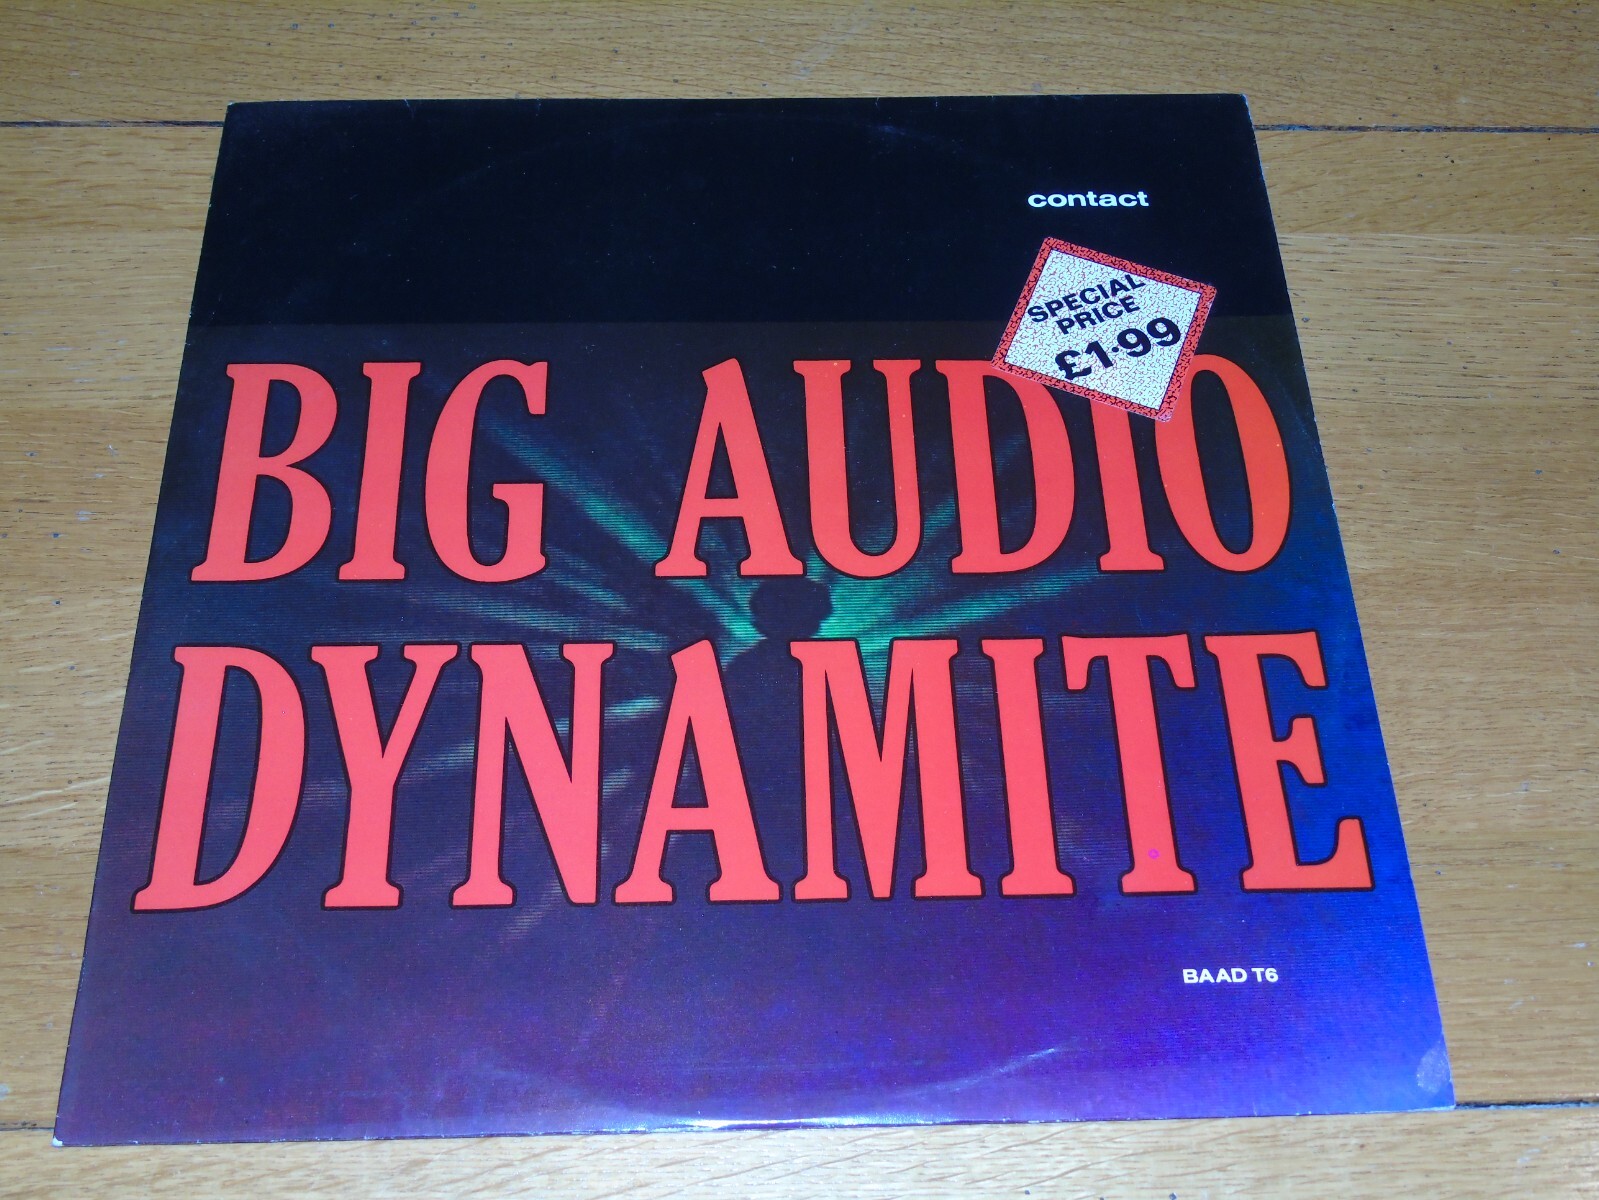 contact
SPECIAL
PRICE
£1·99
BIG AUDIO
DYNAMITE
BAAD T6